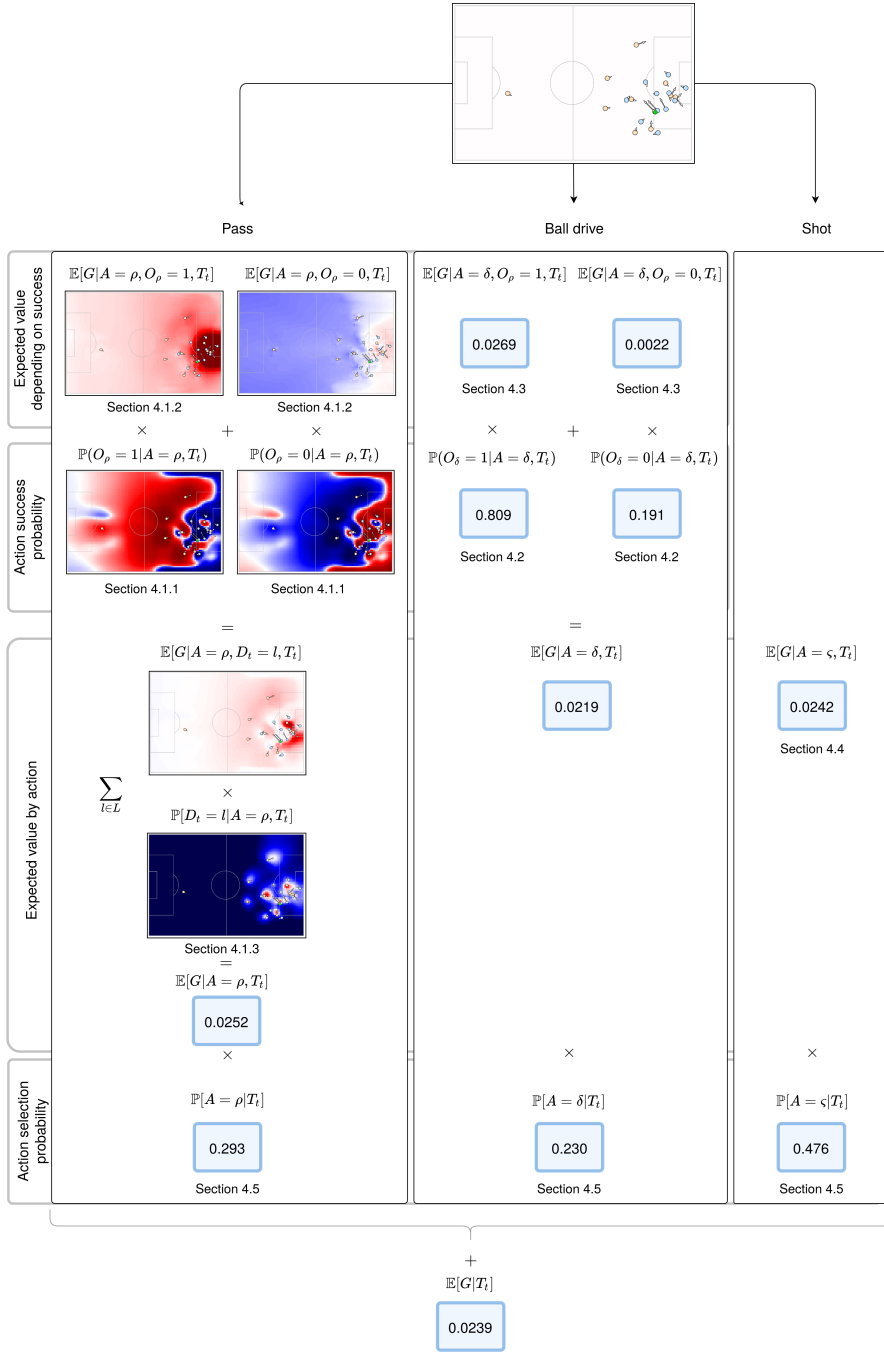 Pass
Ball drive
Shot
Expected value
depending on success
𝔼[G|A = ρ, O_ρ = 1, T_t]
𝔼[G|A = ρ, O_ρ = 0, T_t]
𝔼[G|A = δ, O_ρ = 1, T_t]
𝔼[G|A = δ, O_ρ = 0, T_t]
0.0269
0.0022
Section 4.1.2
Section 4.1.2
Section 4.3
Section 4.3
× + ×
× + ×
Action success
probability
ℙ(O_ρ = 1|A = ρ, T_t)
ℙ(O_ρ = 0|A = ρ, T_t)
ℙ(O_δ = 1|A = δ, T_t)
ℙ(O_δ = 0|A = δ, T_t)
0.809
0.191
Section 4.1.1
Section 4.1.1
Section 4.2
Section 4.2
=
=
Expected value by action
𝔼[G|A = ρ, D_t = l, T_t]
𝔼[G|A = δ, T_t]
𝔼[G|A = ς, T_t]
0.0219
0.0242
Section 4.4
∑
l∈L
×
ℙ[D_t = l|A = ρ, T_t]
Section 4.1.3
=
𝔼[G|A = ρ, T_t]
0.0252
×
×
×
Action selection
probability
ℙ[A = ρ|T_t]
ℙ[A = δ|T_t]
ℙ[A = ς|T_t]
0.293
0.230
0.476
Section 4.5
Section 4.5
Section 4.5
+
𝔼[G|T_t]
0.0239